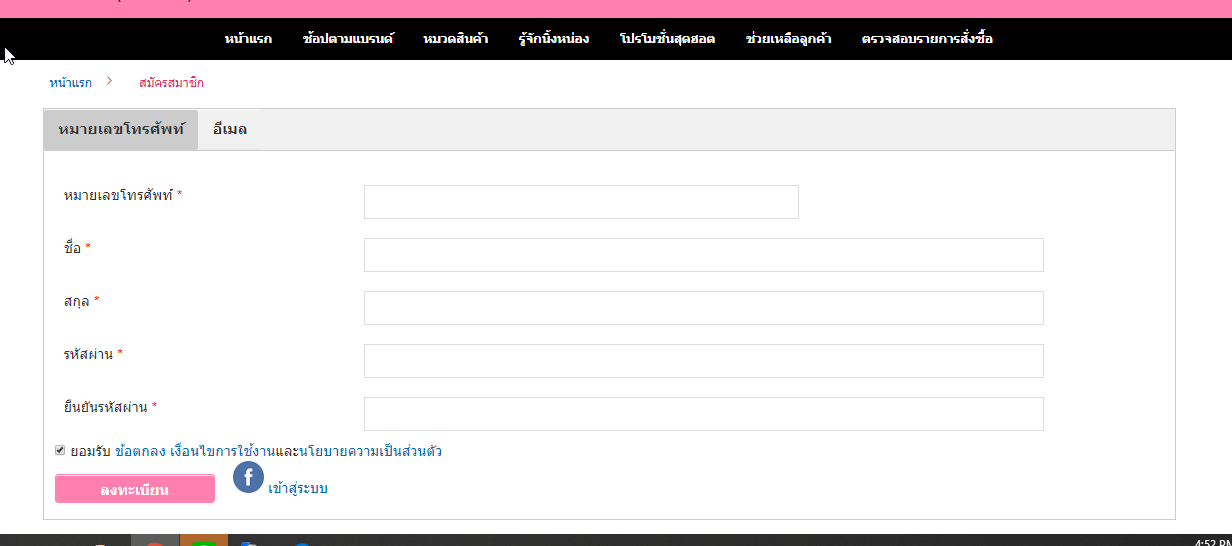 หน้าแรก ช้อปตามแบรนด์ หมวดสินค้า รู้จักนิ้งหน่อง โปรโมชั่นสุดฮอต ช่วยเหลือลูกค้า ตรวจสอบรายการสั่งซื้อ
หน้าแรก > สมัครสมาชิก
หมายเลขโทรศัพท์ อีเมล
หมายเลขโทรศัพท์ *
ชื่อ *
สกุล *
รหัสผ่าน *
ยืนยันรหัสผ่าน *
ยอมรับ ข้อตกลง เงื่อนไขการใช้งานและนโยบายความเป็นส่วนตัว
ลงทะเบียน f เข้าสู่ระบบ
4:52 PM